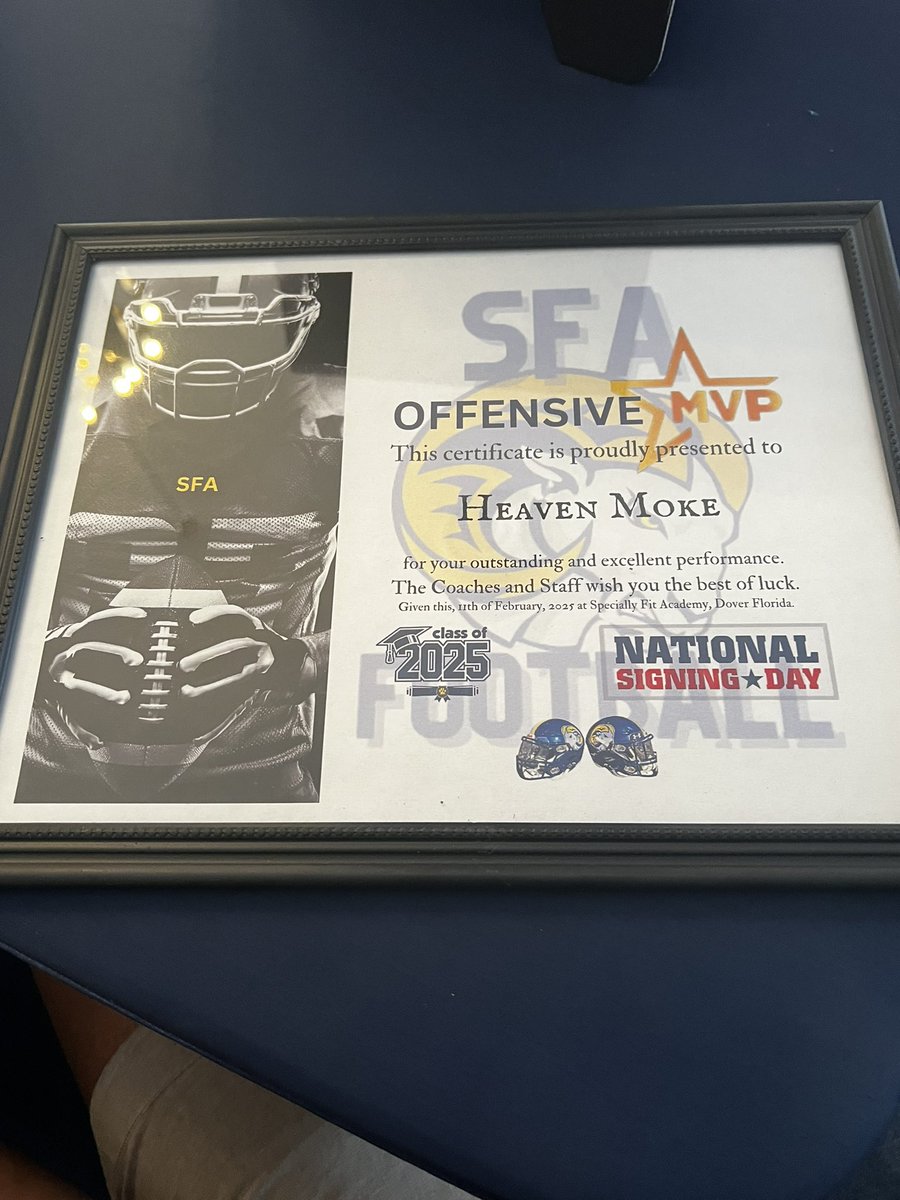 SFA
SFA
OFFENSIVE MVP
This certificate is proudly presented to
HEAVEN MOKE
for your outstanding and excellent performance.
The Coaches and Staff wish you the best of luck.
Given this, 11th of February, 2025 at Specially Fit Academy, Dover Florida.
class of
2025
NATIONAL
SIGNING★DAY
FOOTBALL